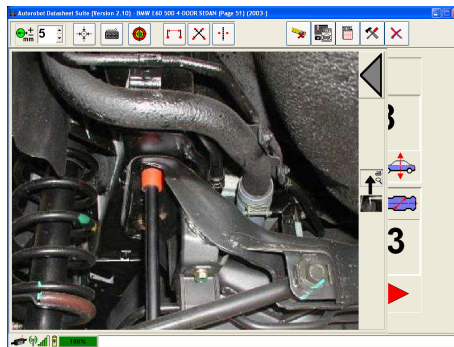 Autorobot Datasheet Suite (Version 2.10) - BMW E60 500 4-DOOR SEDAN (Page 51) (2003-)
mm
5
3
3
100%